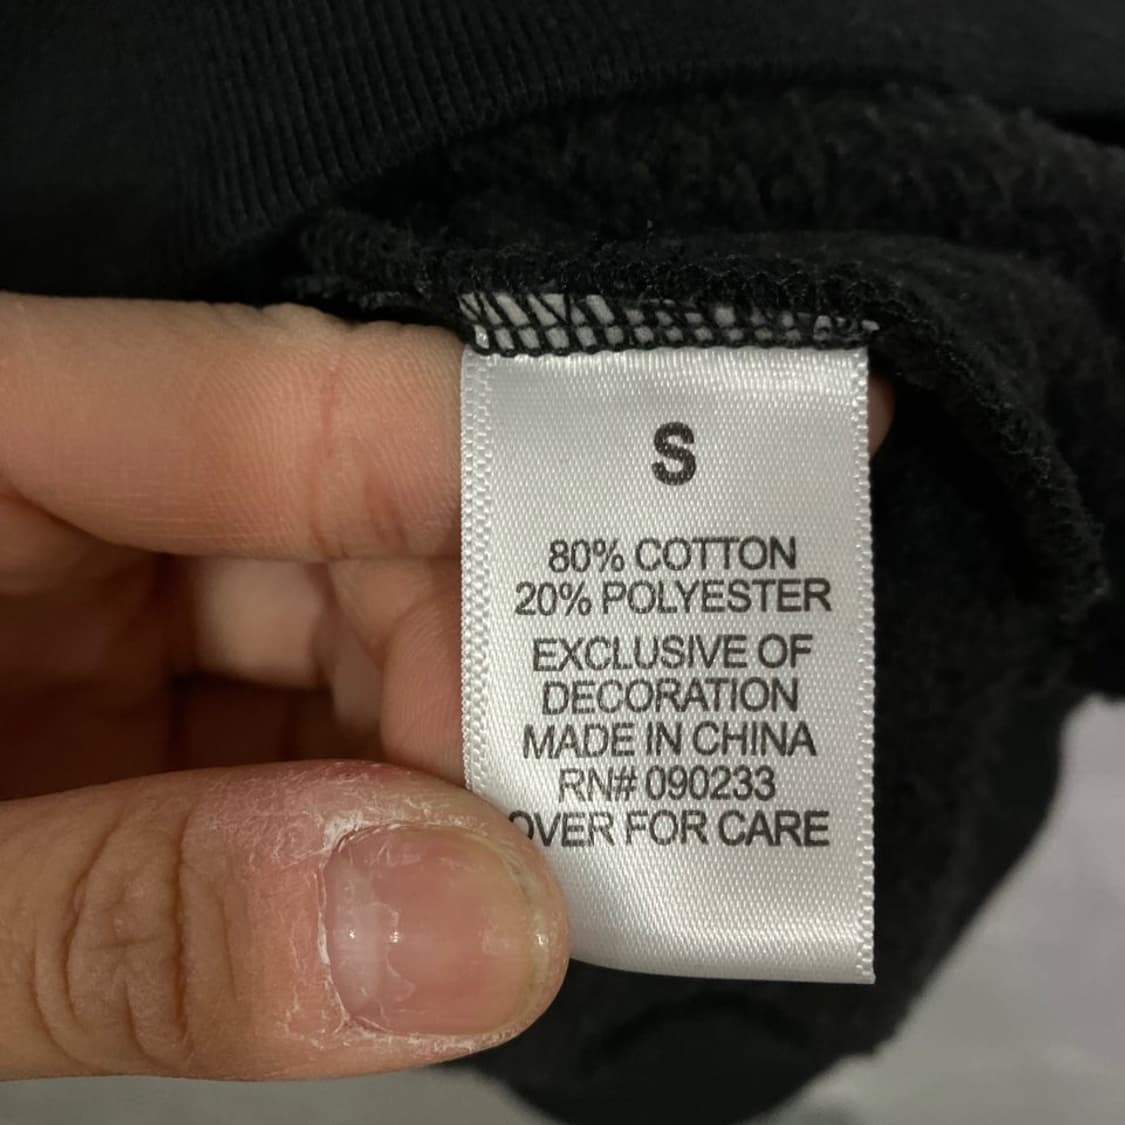 S
80% COTTON
20% POLYESTER
EXCLUSIVE OF
DECORATION
MADE IN CHINA
RN# 090233
OVER FOR CARE